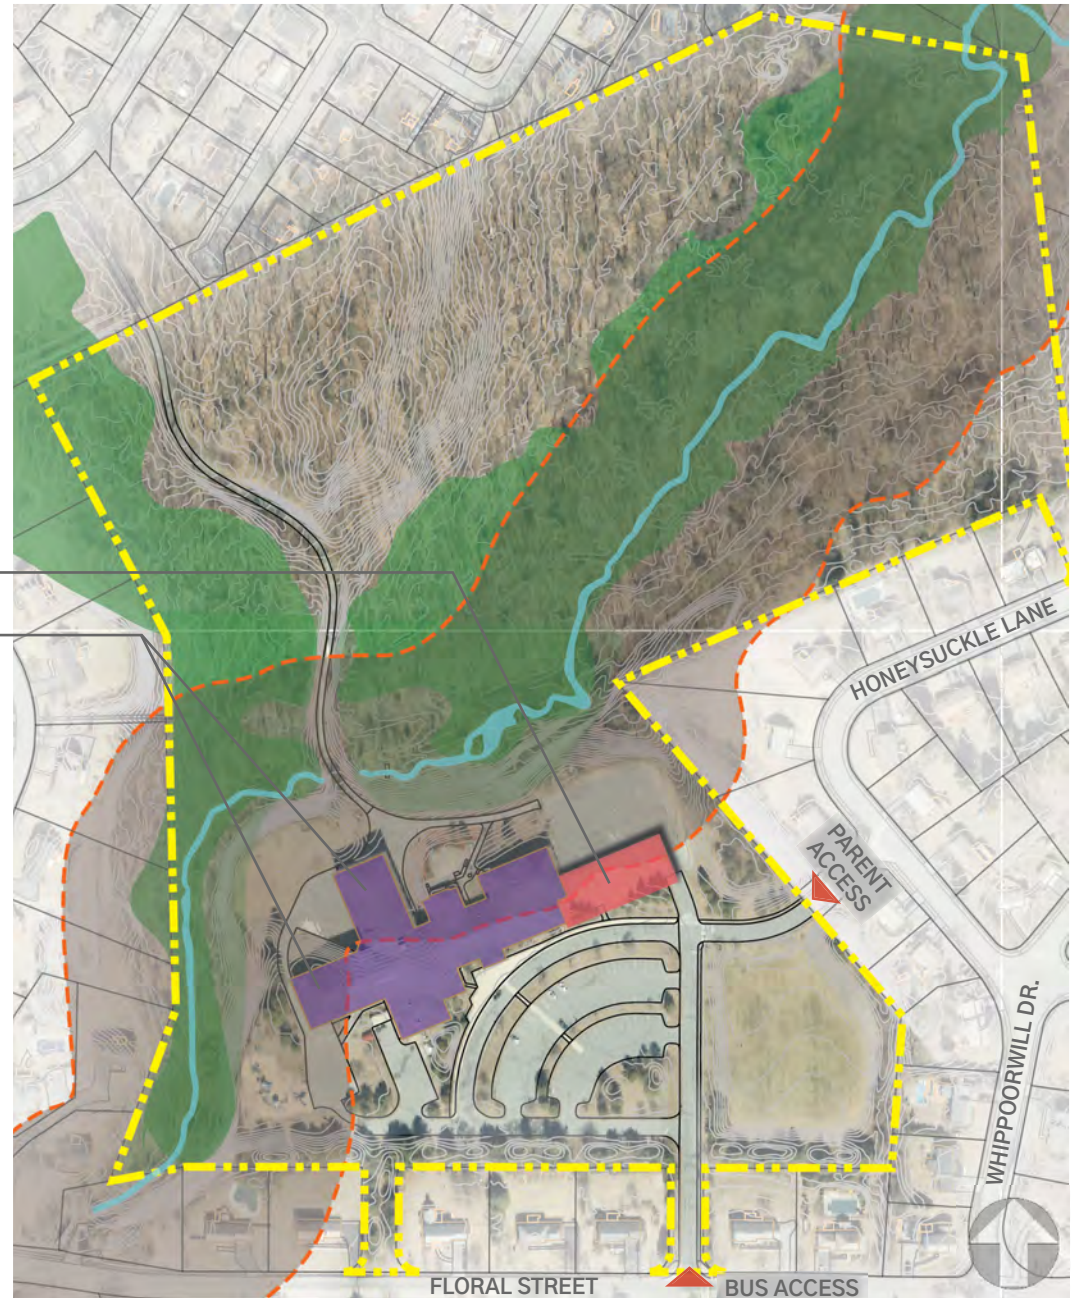 HONEYSUCKLE LANE
PARENT
ACCESS
WHIPPOORWILL DR.
FLORAL STREET
BUS ACCESS